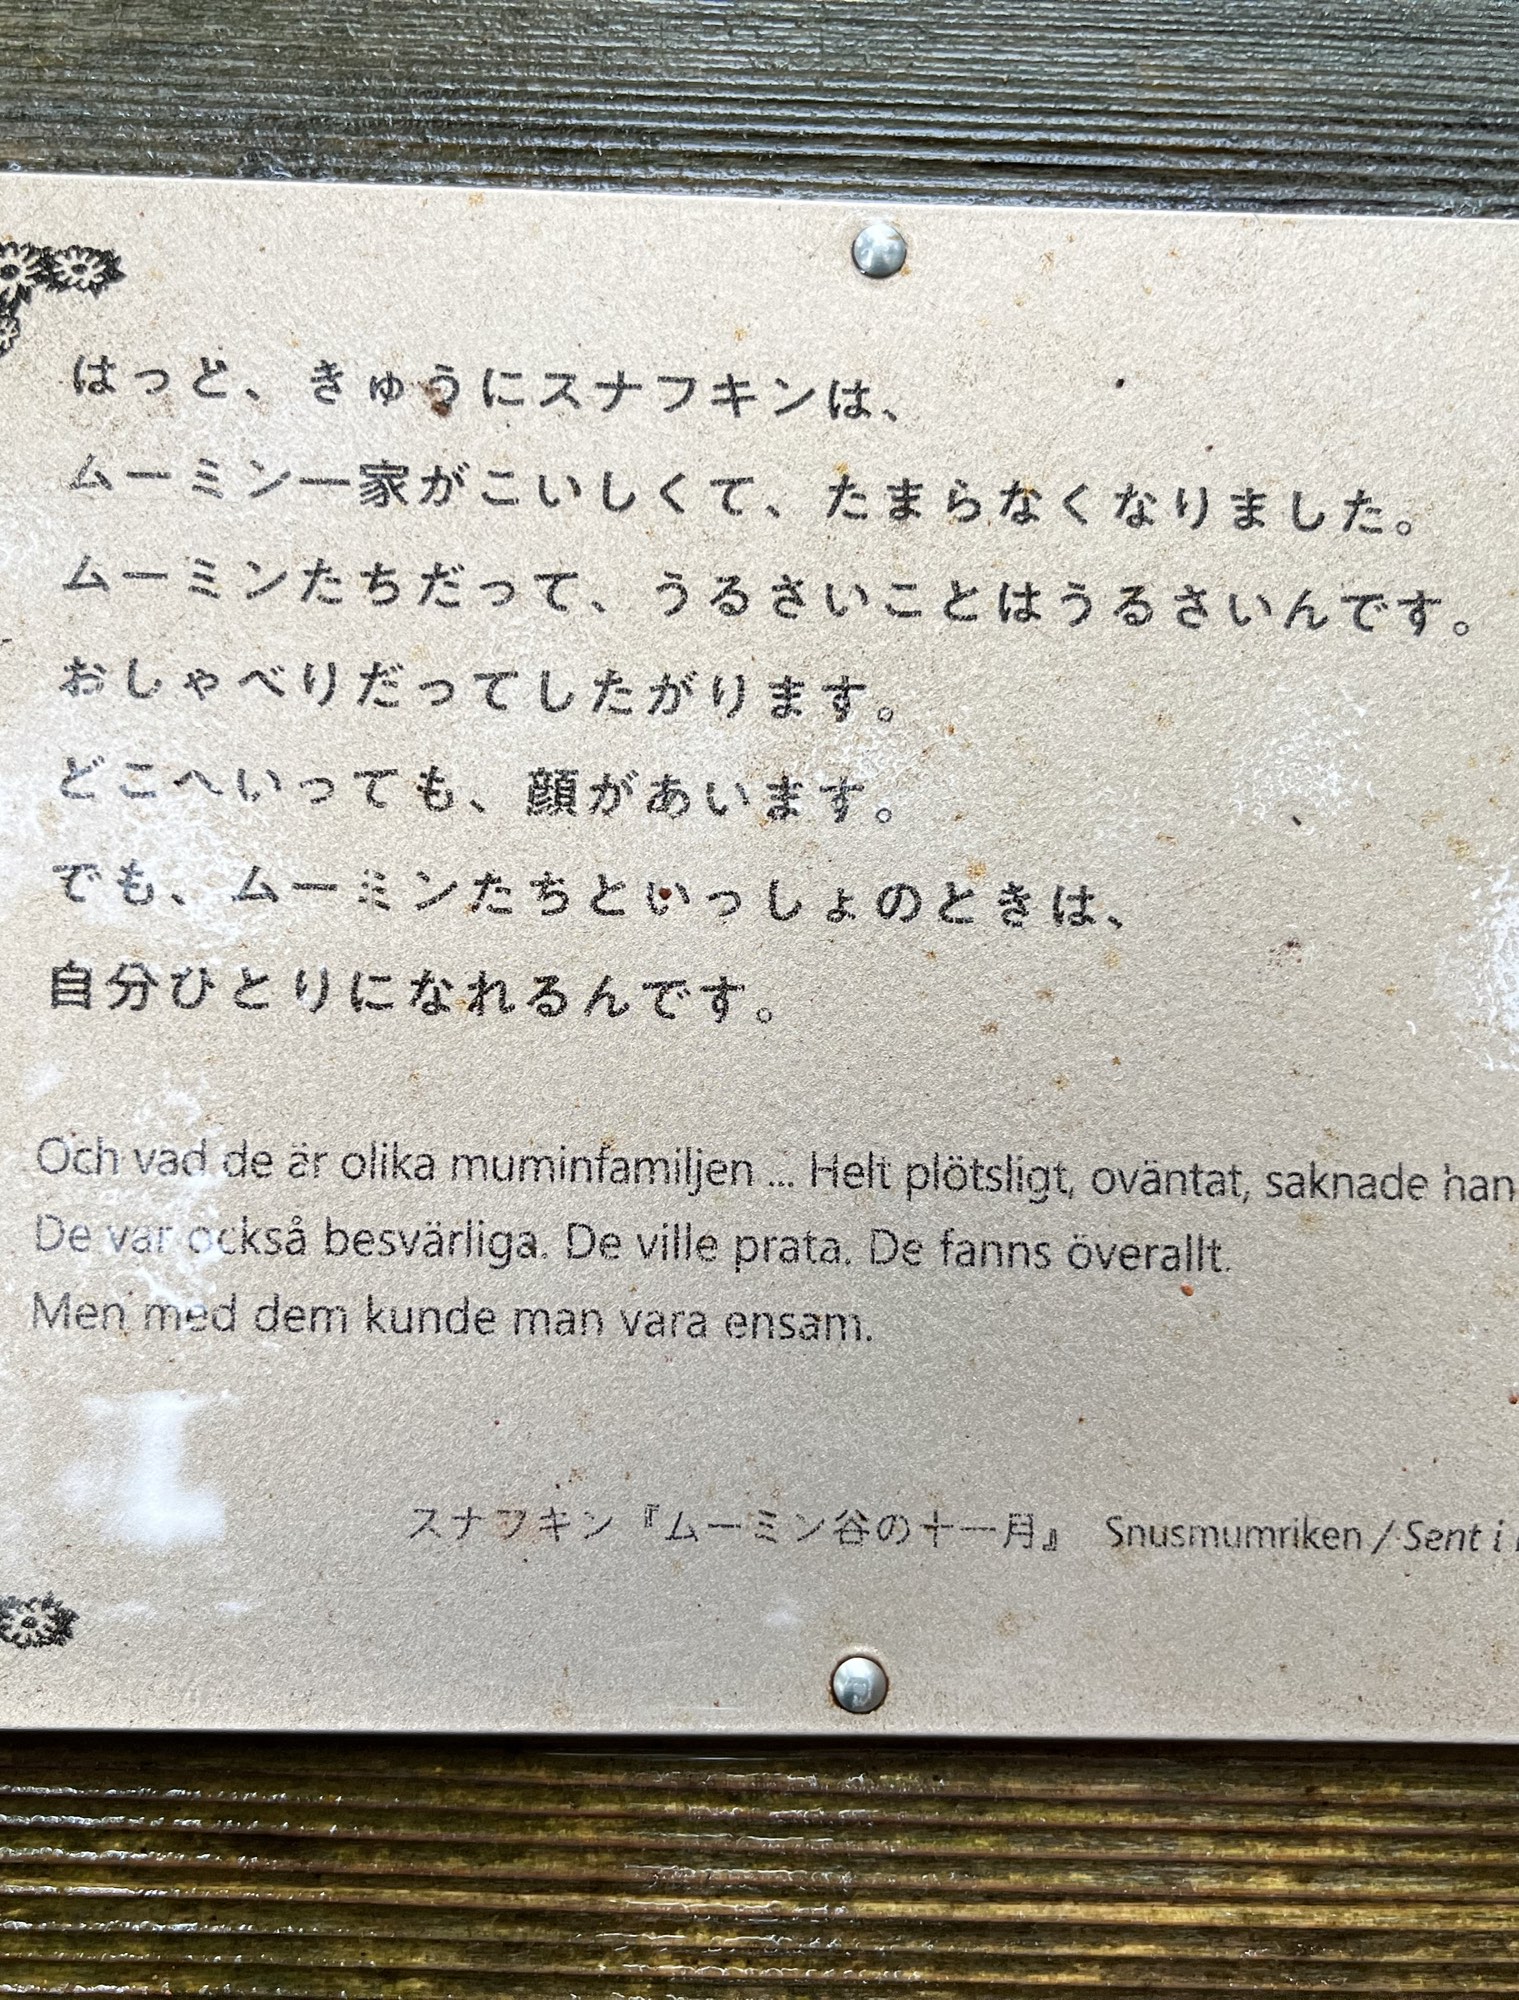 はっと、きゅうにスナフキンは、
ムーミン一家がこいしくて、たまらなくなりました。
ムーミンたちだって、うるさいことはうるさいんです。
おしゃべりだってしたがります。
どこへいっても、顔があいます。
でも、ムーミンたちといっしょのときは、
自分ひとりになれるんです。
Och vad de är olika muminfamiljen ... Helt plötsligt, oväntat, saknade han
De var också besvärliga. De ville prata. De fanns överallt.
Men med dem kunde man vara ensam.
スナフキン『ムーミン谷の十一月』 Snusmumriken / Sent i